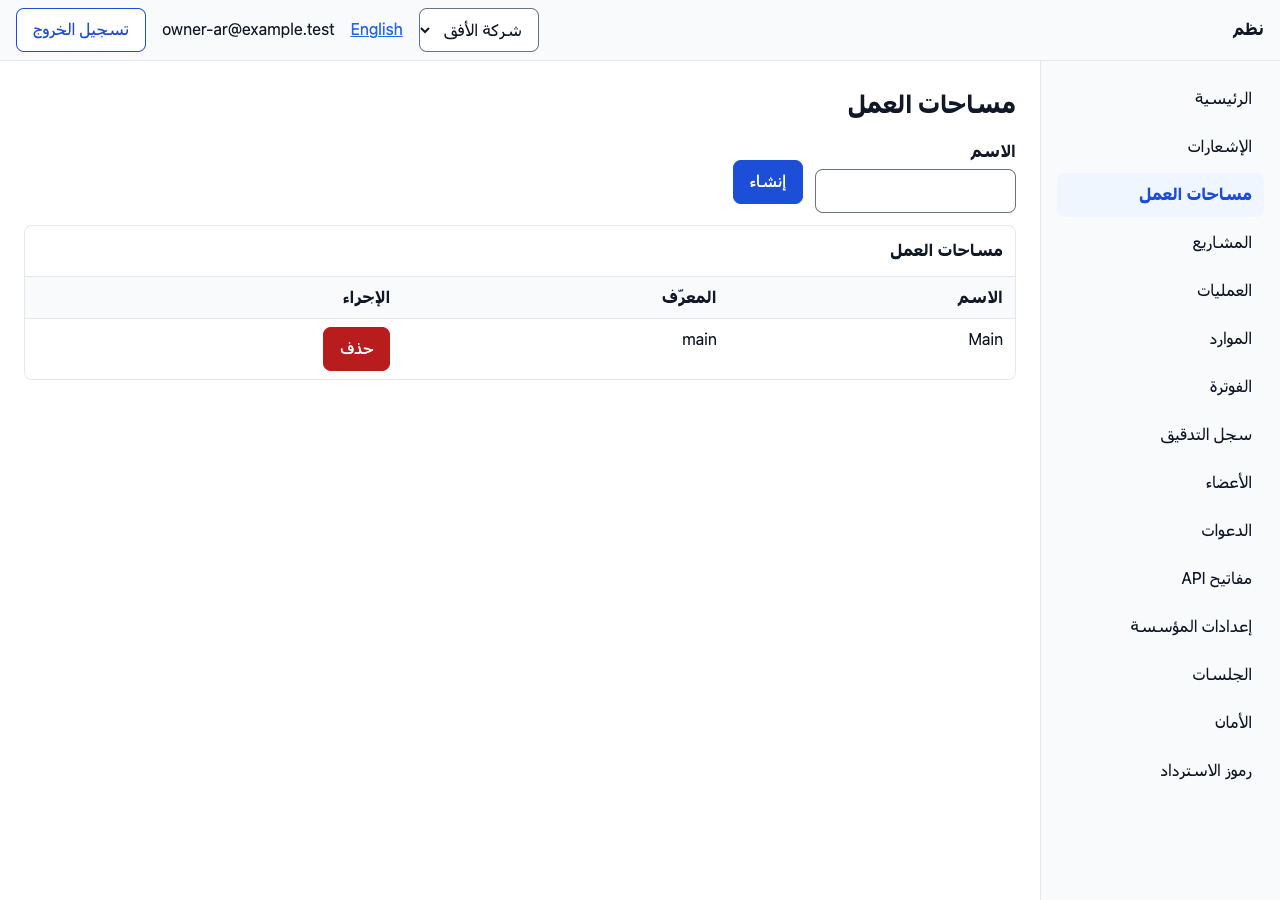 نظم
شركة الأفق
English
owner-ar@example.test
تسجيل الخروج
الرئيسية
الإشعارات
مساحات العمل
المشاريع
العمليات
الموارد
الفوترة
سجل التدقيق
الأعضاء
الدعوات
مفاتيح API
إعدادات المؤسسة
الجلسات
الأمان
رموز الاسترداد
مساحات العمل
الاسم
إنشاء
مساحات العمل
الاسم المعرّف الإجراء
Main main حذف